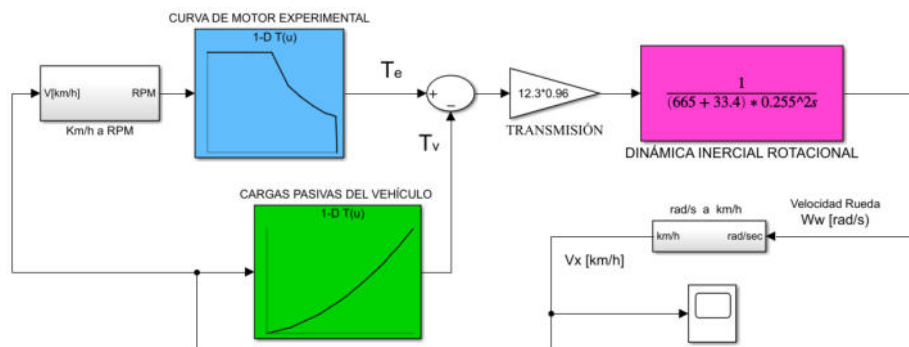 CURVA DE MOTOR EXPERIMENTAL
1-D T(u)
V[km/h] RPM
Km/h a RPM
Te
+
−
Tv
12.3*0.96
TRANSMISIÓN
1
(665 + 33.4) * 0.255^2s
DINÁMICA INERCIAL ROTACIONAL
CARGAS PASIVAS DEL VEHÍCULO
1-D T(u)
rad/s a km/h
km/h rad/sec
Velocidad Rueda
Ww [rad/s)
Vx [km/h]